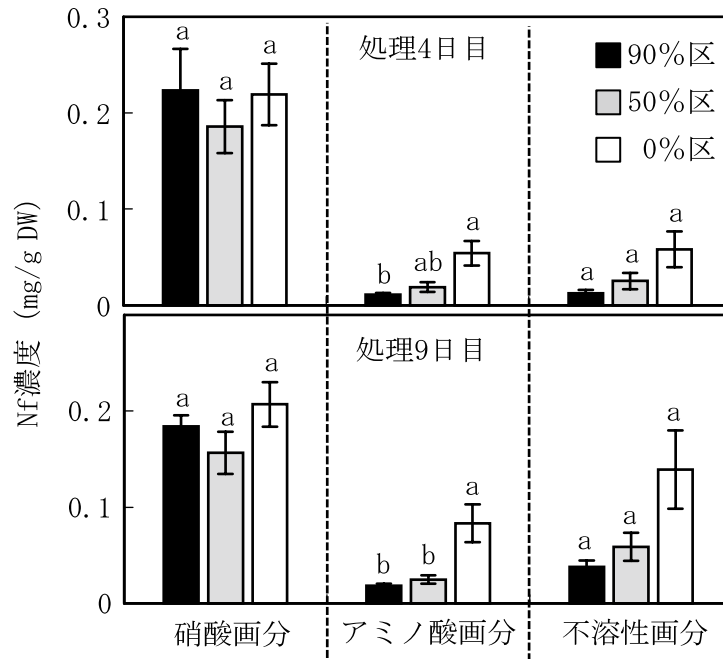 Nf濃度 (mg/g DW)
0.3
0.2
0.1
0
処理4日目
90%区
50%区
0%区
a a a
b ab a
a a a
0.2
0.1
0
処理9日目
a a a
b b a
a a a
硝酸画分 アミノ酸画分 不溶性画分